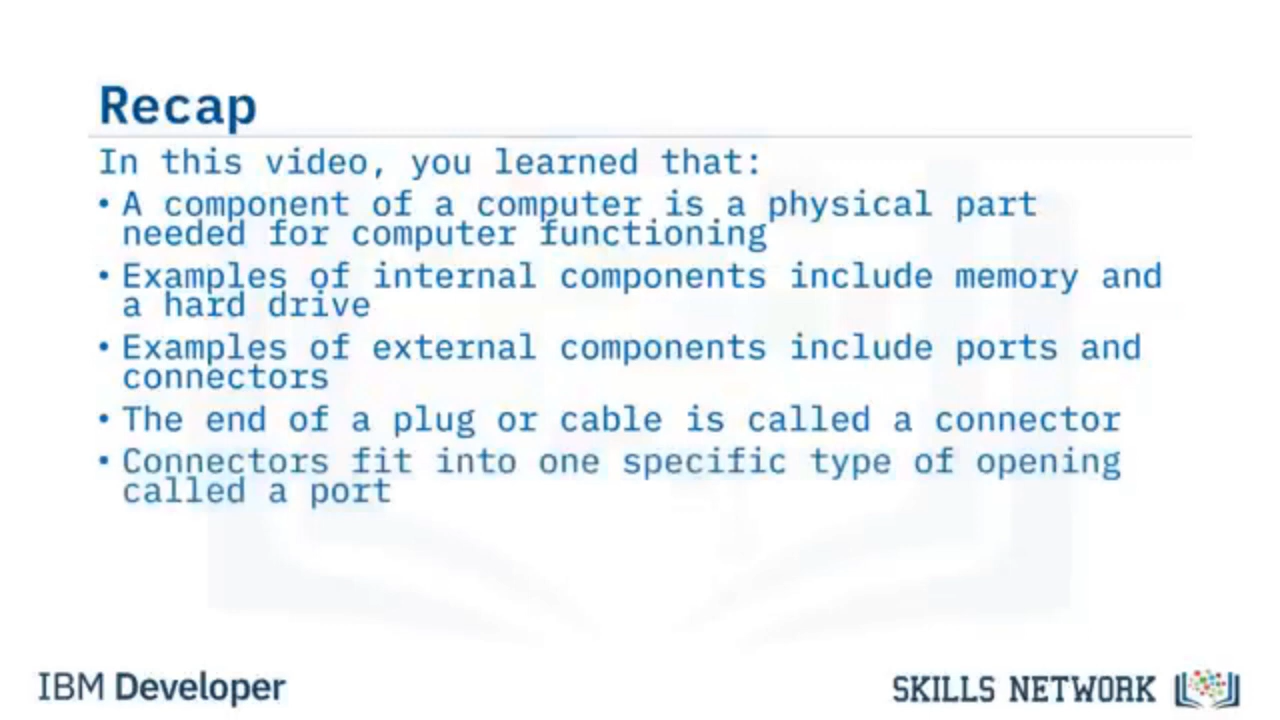 Recap
In this video, you learned that:
• A component of a computer is a physical part
needed for computer functioning
• Examples of internal components include memory and
a hard drive
• Examples of external components include ports and
connectors
• The end of a plug or cable is called a connector
• Connectors fit into one specific type of opening
called a port
IBM Developer
SKILLS NETWORK